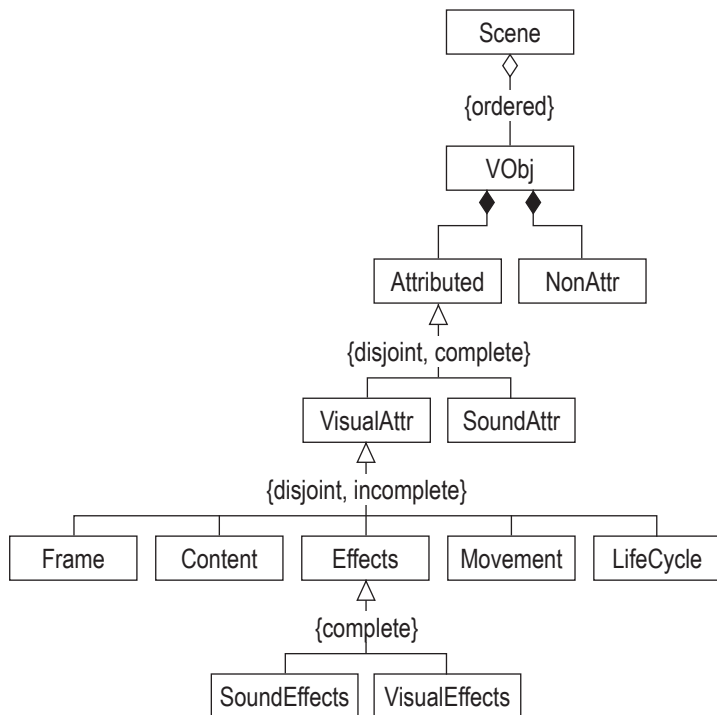 Scene
{ordered}
VObj
Attributed
NonAttr
{disjoint, complete}
VisualAttr
SoundAttr
{disjoint, incomplete}
Frame
Content
Effects
Movement
LifeCycle
{complete}
SoundEffects
VisualEffects